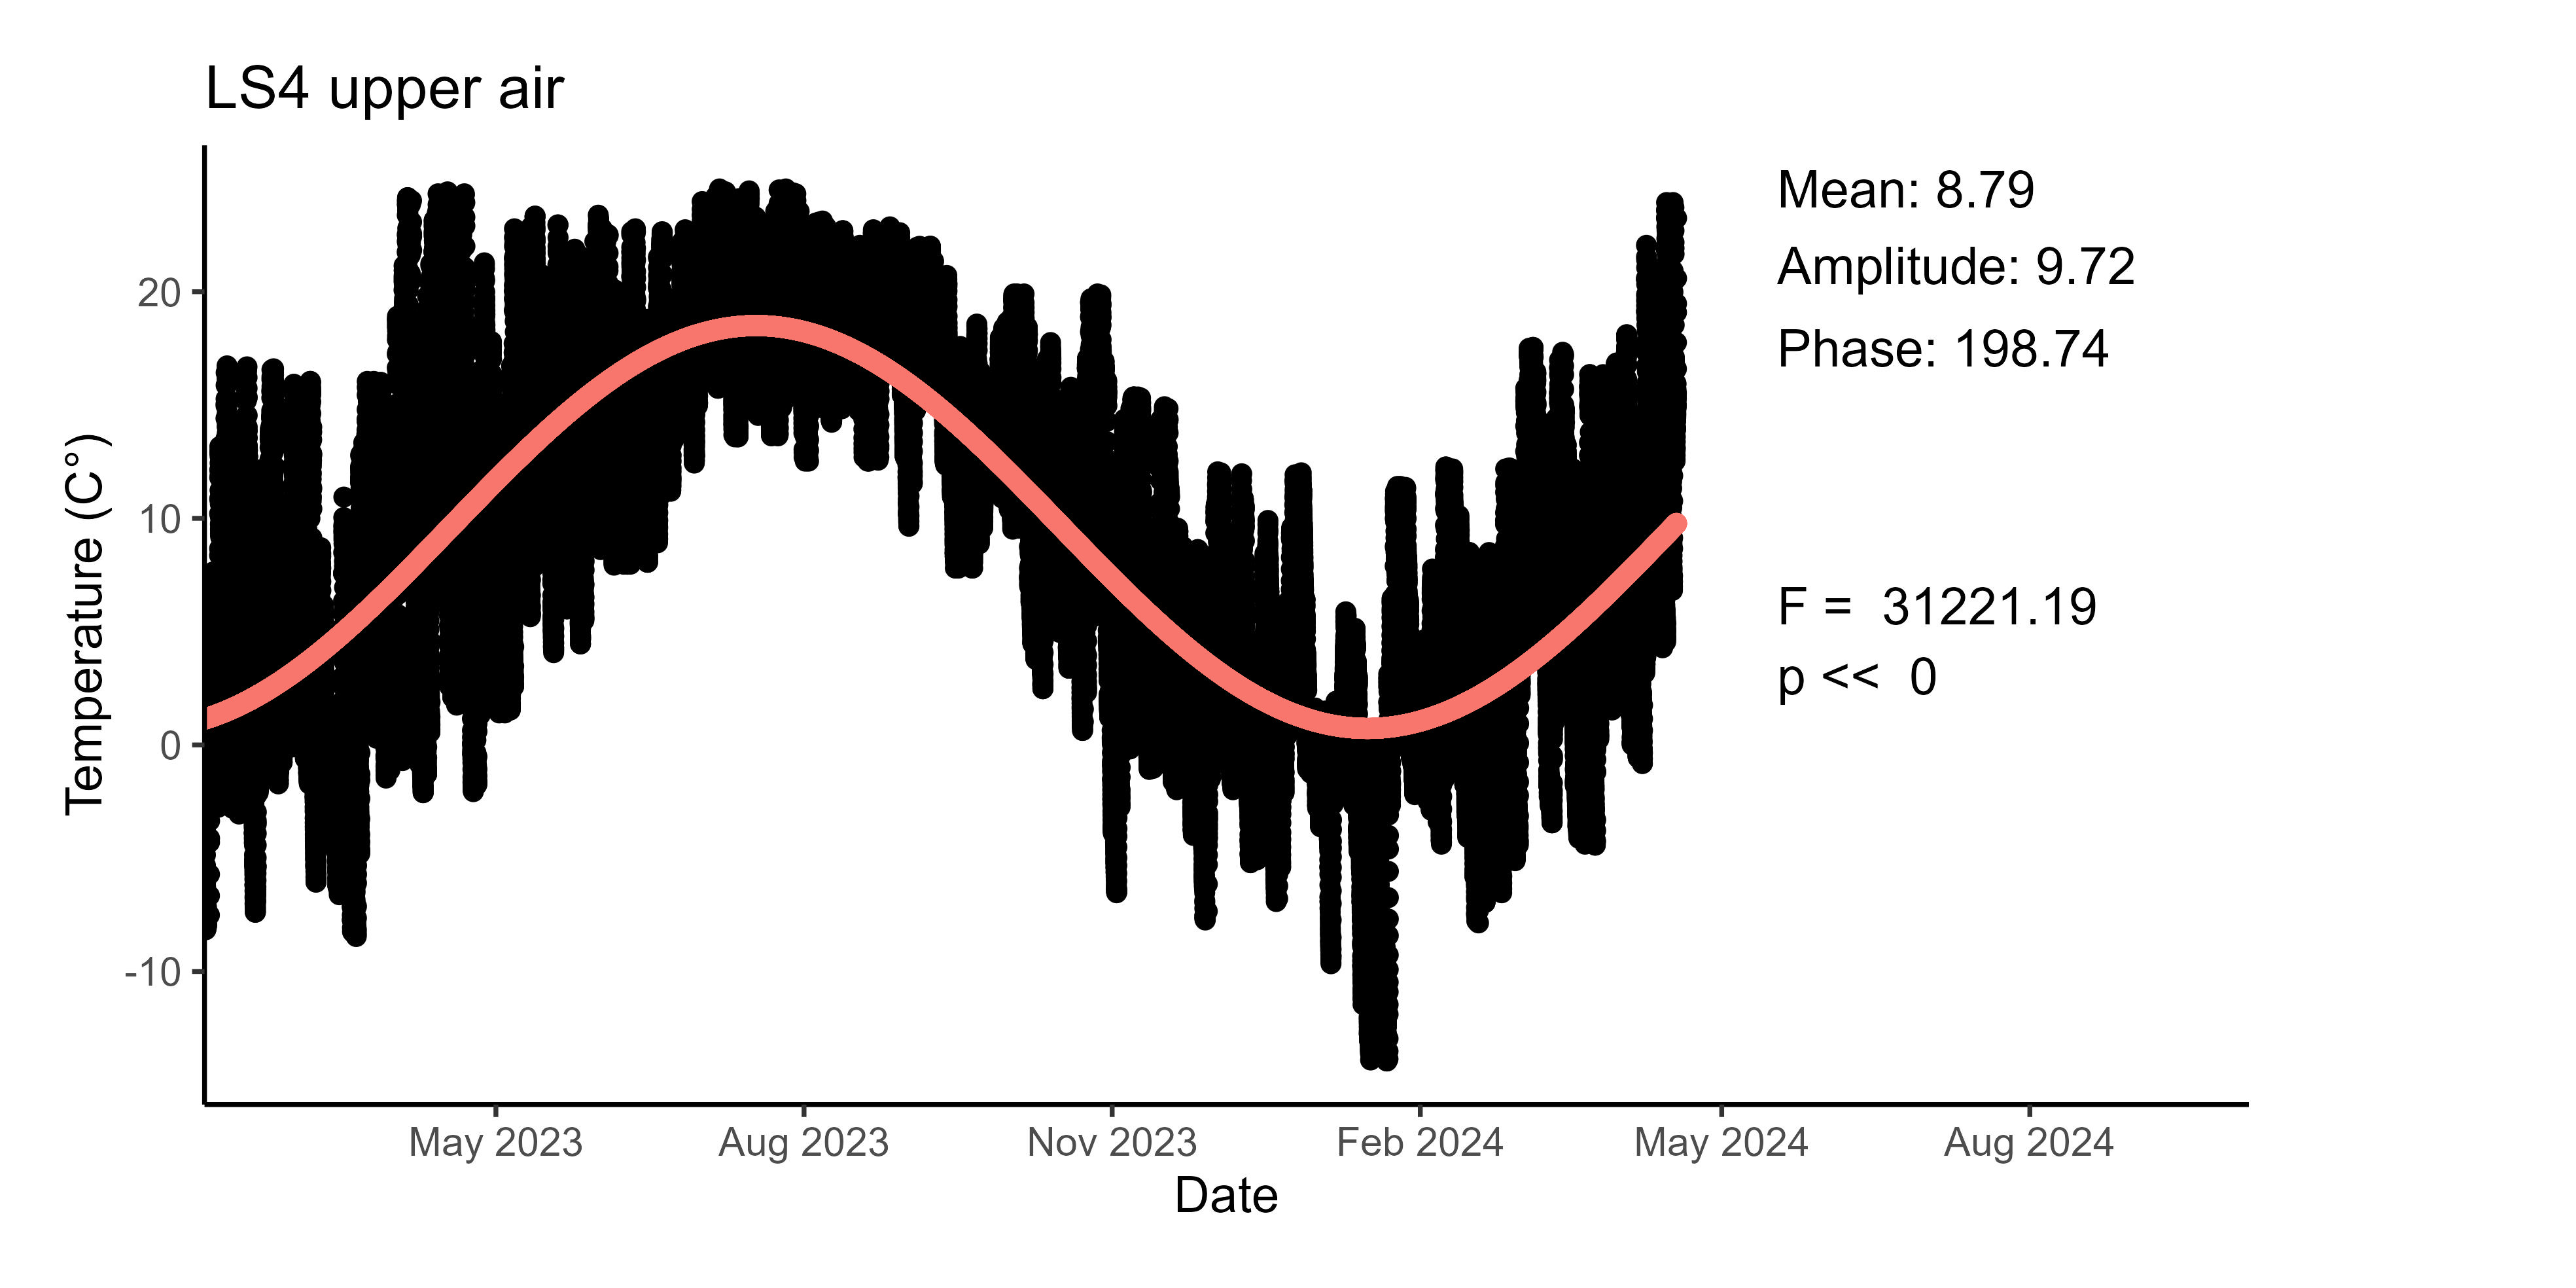 LS4 upper air
Mean: 8.79
Amplitude: 9.72
Phase: 198.74
F =  31221.19
p <<  0
Temperature (C°)
20
10
0
-10
May 2023
Aug 2023
Nov 2023
Feb 2024
May 2024
Aug 2024
Date